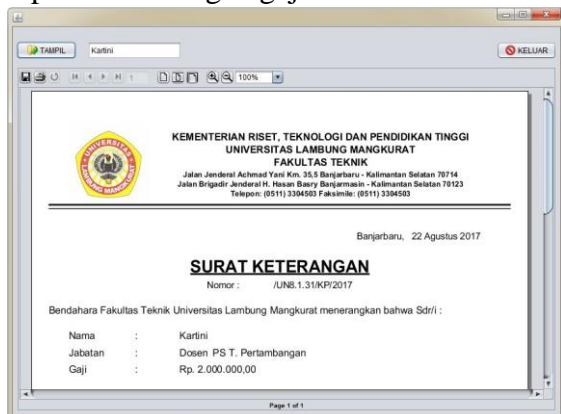 TAMPIL Kartini KELUAR
100%
KEMENTERIAN RISET, TEKNOLOGI DAN PENDIDIKAN TINGGI
UNIVERSITAS LAMBUNG MANGKURAT
FAKULTAS TEKNIK
Jalan Jenderal Achmad Yani Km. 35,5 Banjarbaru - Kalimantan Selatan 70714
Jalan Brigadir Jenderal H. Hasan Basry Banjarmasin - Kalimantan Selatan 70123
Telepon: (0511) 3304503 Faksimile: (0511) 3304503
UNIVERSITAS
LAMBUNG MANGKURAT
Banjarbaru, 22 Agustus 2017
SURAT KETERANGAN
Nomor : /UN8.1.31/KP/2017
Bendahara Fakultas Teknik Universitas Lambung Mangkurat menerangkan bahwa Sdr/i :
Nama : Kartini
Jabatan : Dosen PS T. Pertambangan
Gaji : Rp. 2.000.000,00
Page 1 of 1